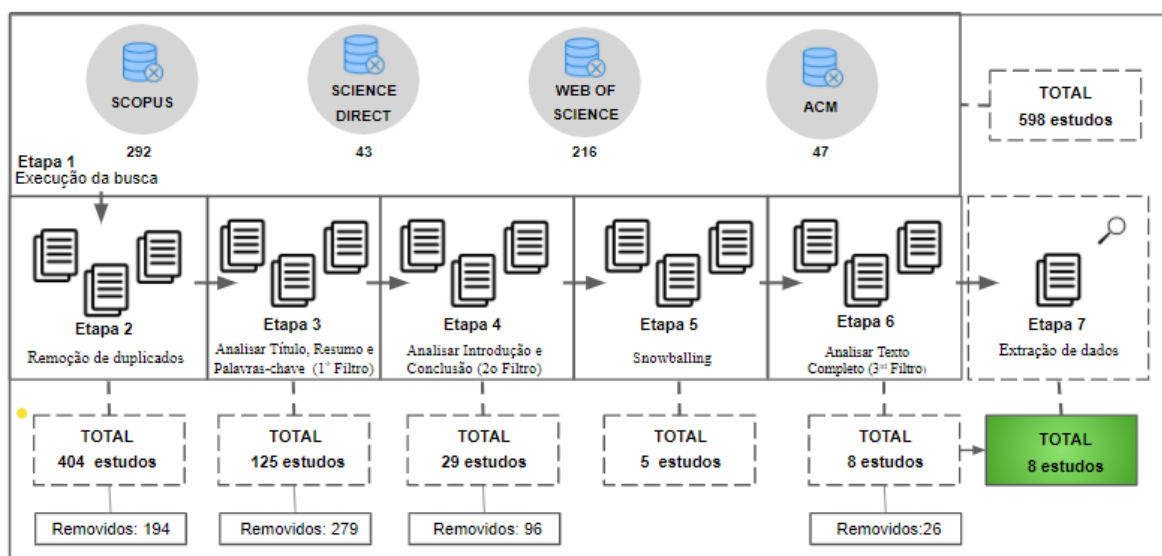 SCOPUS
292
SCIENCE
DIRECT
43
WEB OF
SCIENCE
216
ACM
47
TOTAL
598 estudos
Etapa 1
Execução da busca
Etapa 2
Remoção de duplicados
Etapa 3
Analisar Título, Resumo e
Palavras-chave (1° Filtro)
Etapa 4
Analisar Introdução e
Conclusão (2o Filtro)
Etapa 5
Snowballing
Etapa 6
Analisar Texto
Completo (3rd Filtro)
Etapa 7
Extração de dados
TOTAL
404 estudos
TOTAL
125 estudos
TOTAL
29 estudos
TOTAL
5 estudos
TOTAL
8 estudos
TOTAL
8 estudos
Removidos: 194
Removidos: 279
Removidos: 96
Removidos:26